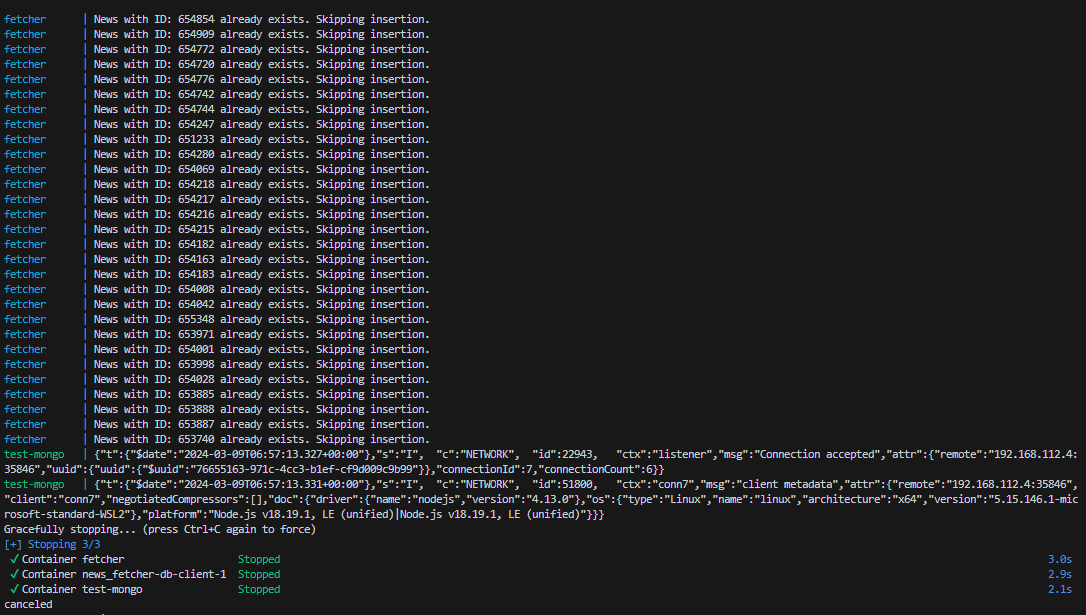 fetcher | News with ID: 654854 already exists. Skipping insertion.
fetcher | News with ID: 654909 already exists. Skipping insertion.
fetcher | News with ID: 654772 already exists. Skipping insertion.
fetcher | News with ID: 654720 already exists. Skipping insertion.
fetcher | News with ID: 654776 already exists. Skipping insertion.
fetcher | News with ID: 654742 already exists. Skipping insertion.
fetcher | News with ID: 654744 already exists. Skipping insertion.
fetcher | News with ID: 654247 already exists. Skipping insertion.
fetcher | News with ID: 651233 already exists. Skipping insertion.
fetcher | News with ID: 654280 already exists. Skipping insertion.
fetcher | News with ID: 654069 already exists. Skipping insertion.
fetcher | News with ID: 654218 already exists. Skipping insertion.
fetcher | News with ID: 654217 already exists. Skipping insertion.
fetcher | News with ID: 654216 already exists. Skipping insertion.
fetcher | News with ID: 654215 already exists. Skipping insertion.
fetcher | News with ID: 654182 already exists. Skipping insertion.
fetcher | News with ID: 654163 already exists. Skipping insertion.
fetcher | News with ID: 654183 already exists. Skipping insertion.
fetcher | News with ID: 654008 already exists. Skipping insertion.
fetcher | News with ID: 654042 already exists. Skipping insertion.
fetcher | News with ID: 655348 already exists. Skipping insertion.
fetcher | News with ID: 653971 already exists. Skipping insertion.
fetcher | News with ID: 654001 already exists. Skipping insertion.
fetcher | News with ID: 653998 already exists. Skipping insertion.
fetcher | News with ID: 654028 already exists. Skipping insertion.
fetcher | News with ID: 653885 already exists. Skipping insertion.
fetcher | News with ID: 653888 already exists. Skipping insertion.
fetcher | News with ID: 653887 already exists. Skipping insertion.
fetcher | News with ID: 653740 already exists. Skipping insertion.
test-mongo | {"t":{"$date":"2024-03-09T06:57:13.327+00:00"},"s":"I", "c":"NETWORK", "id":22943, "ctx":"listener","msg":"Connection accepted","attr":{"remote":"192.168.112.4:
35846","uuid":{"uuid":{"$uuid":"76655163-971c-4cc3-b1ef-cf9d009c9b99"}},"connectionId":7,"connectionCount":6}}
test-mongo | {"t":{"$date":"2024-03-09T06:57:13.331+00:00"},"s":"I", "c":"NETWORK", "id":51800, "ctx":"conn7","msg":"client metadata","attr":{"remote":"192.168.112.4:35846",
"client":"conn7","negotiatedCompressors":[],"doc":{"driver":{"name":"nodejs","version":"4.13.0"},"os":{"type":"Linux","name":"linux","architecture":"x64","version":"5.15.146.1-mic
rosoft-standard-WSL2"},"platform":"Node.js v18.19.1, LE (unified)|Node.js v18.19.1, LE (unified)"}}}
Gracefully stopping... (press Ctrl+C again to force)
[+] Stopping 3/3
✓ Container fetcher Stopped 3.0s
✓ Container news_fetcher-db-client-1 Stopped 2.9s
✓ Container test-mongo Stopped 2.1s
canceled